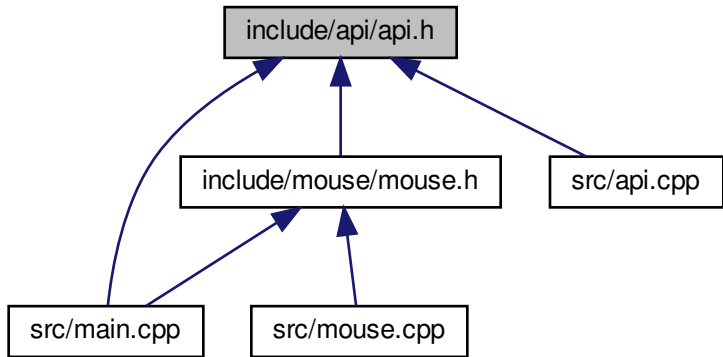 include/api/api.h
include/mouse/mouse.h
src/api.cpp
src/main.cpp
src/mouse.cpp